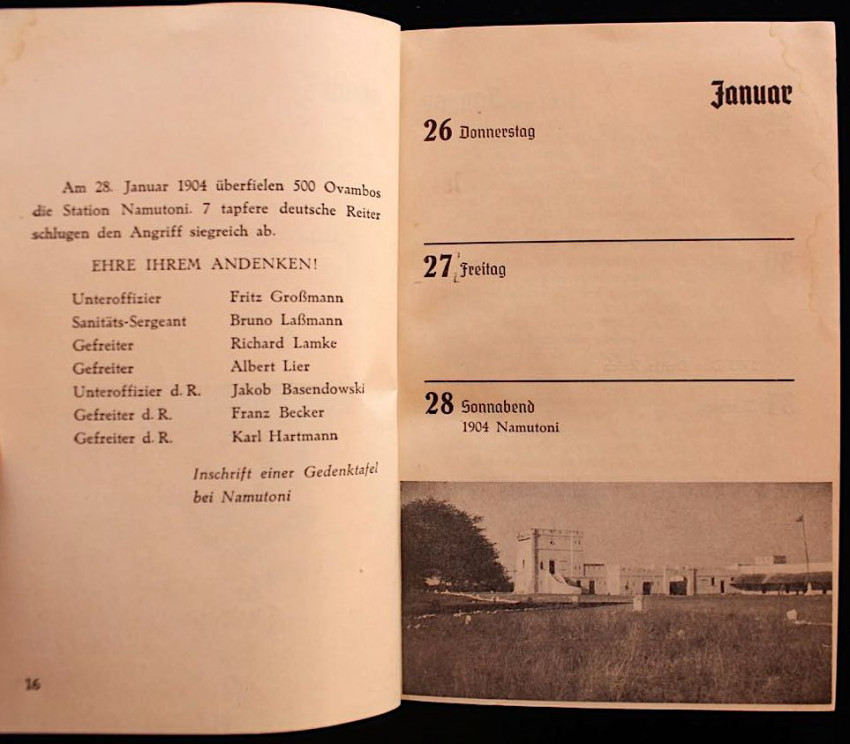 Am 28. Januar 1904 überfielen 500 Ovambos
die Station Namutoni. 7 tapfere deutsche Reiter
schlugen den Angriff siegreich ab.
EHRE IHREM ANDENKEN!
Unteroffizier Fritz Großmann
Sanitäts-Sergeant Bruno Laßmann
Gefreiter Richard Lamke
Gefreiter Albert Lier
Unteroffizier d. R. Jakob Basendowski
Gefreiter d. R. Franz Becker
Gefreiter d. R. Karl Hartmann
Inschrift einer Gedenktafel
bei Namutoni
16
Januar
26 Donnerstag
27 Freitag
28 Sonnabend
1904 Namutoni